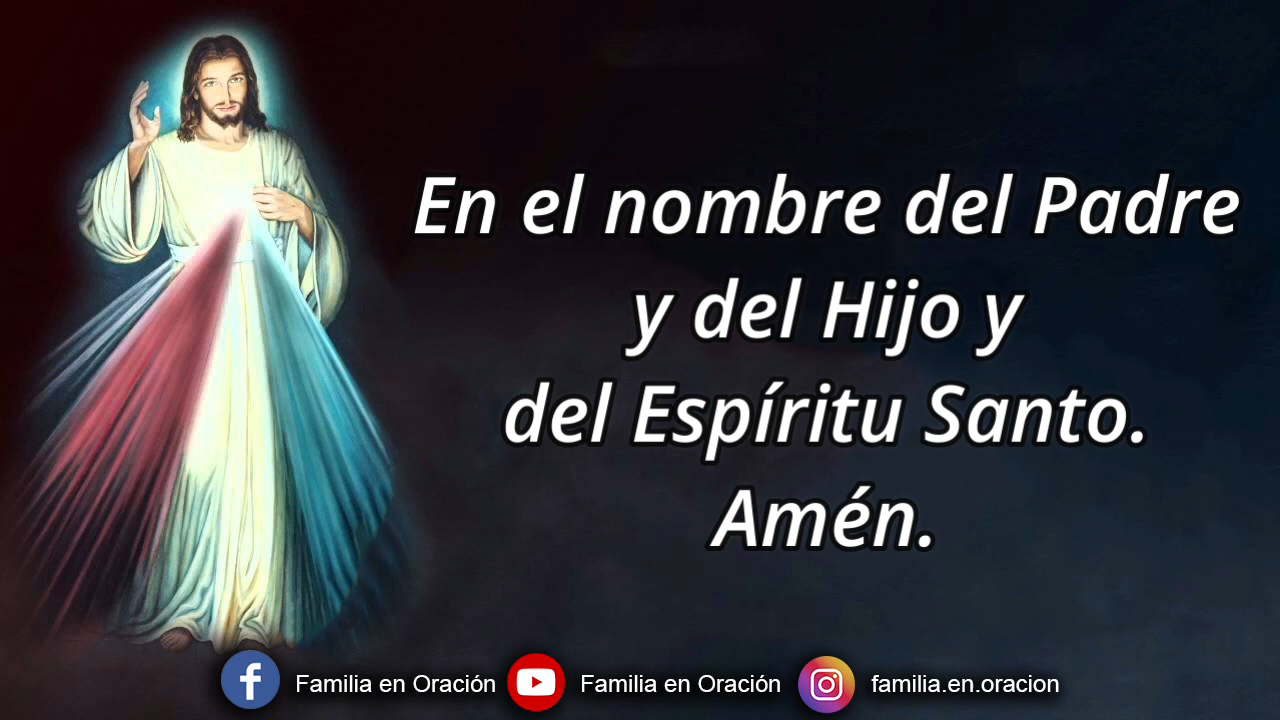 En el nombre del Padre
y del Hijo y
del Espíritu Santo.
Amén.
Familia en Oración Familia en Oración familia.en.oracion